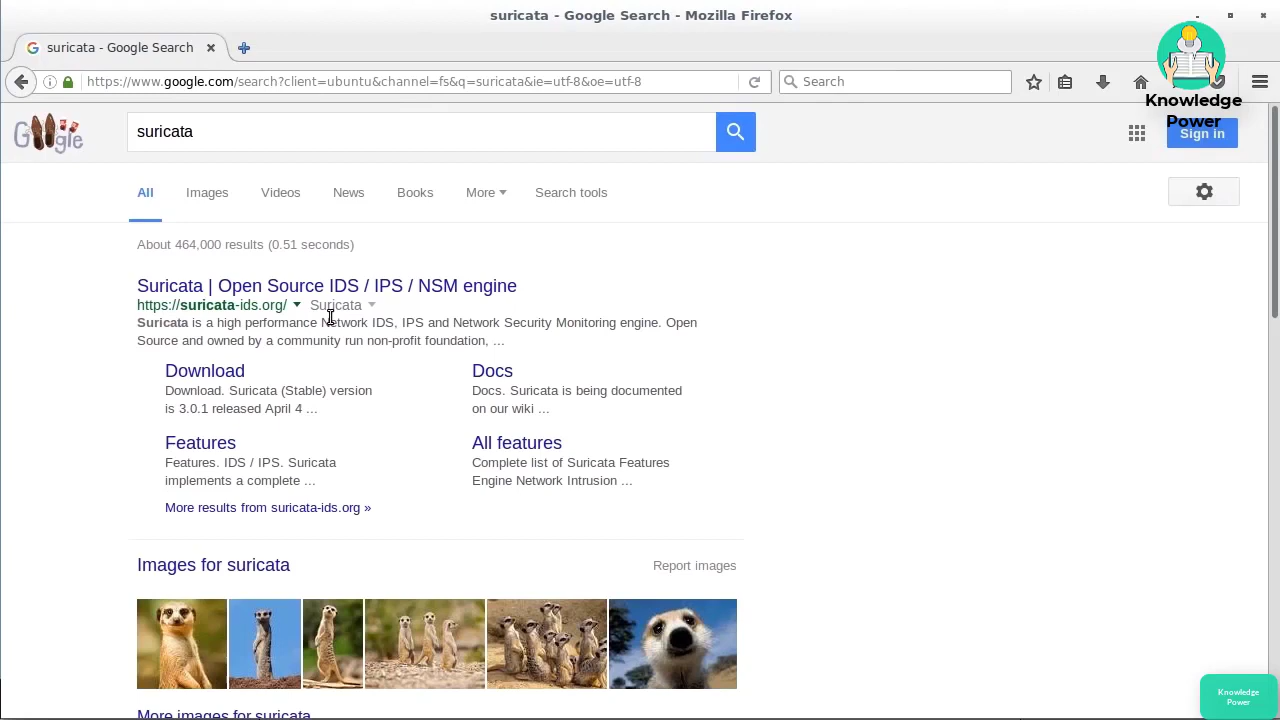 suricata - Google Search - Mozilla Firefox
suricata - Google Search
https://www.google.com/search?client=ubuntu&channel=fs&q=suricata&ie=utf-8&oe=utf-8
Search
Knowledge
Power
Google
suricata
Sign in
All Images Videos News Books More Search tools
About 464,000 results (0.51 seconds)
Suricata | Open Source IDS / IPS / NSM engine
https://suricata-ids.org/ Suricata
Suricata is a high performance Network IDS, IPS and Network Security Monitoring engine. Open
Source and owned by a community run non-profit foundation, ...
Download
Download. Suricata (Stable) version
is 3.0.1 released April 4 ...
Docs
Docs. Suricata is being documented
on our wiki ...
Features
Features. IDS / IPS. Suricata
implements a complete ...
All features
Complete list of Suricata Features
Engine Network Intrusion ...
More results from suricata-ids.org »
Images for suricata
Report images
More images for suricata
Knowledge
Power